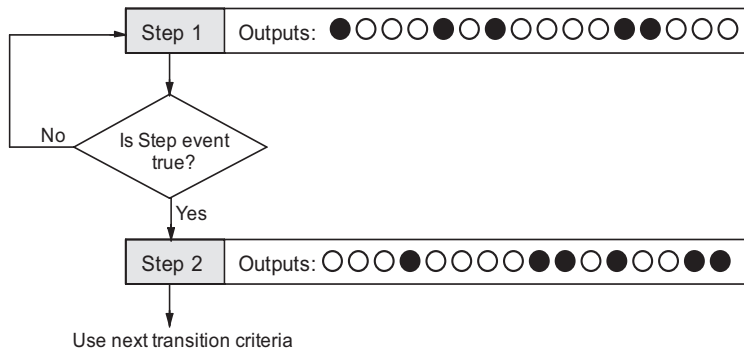 Step 1 Outputs:
No
Is Step event
true?
Yes
Step 2 Outputs:
Use next transition criteria